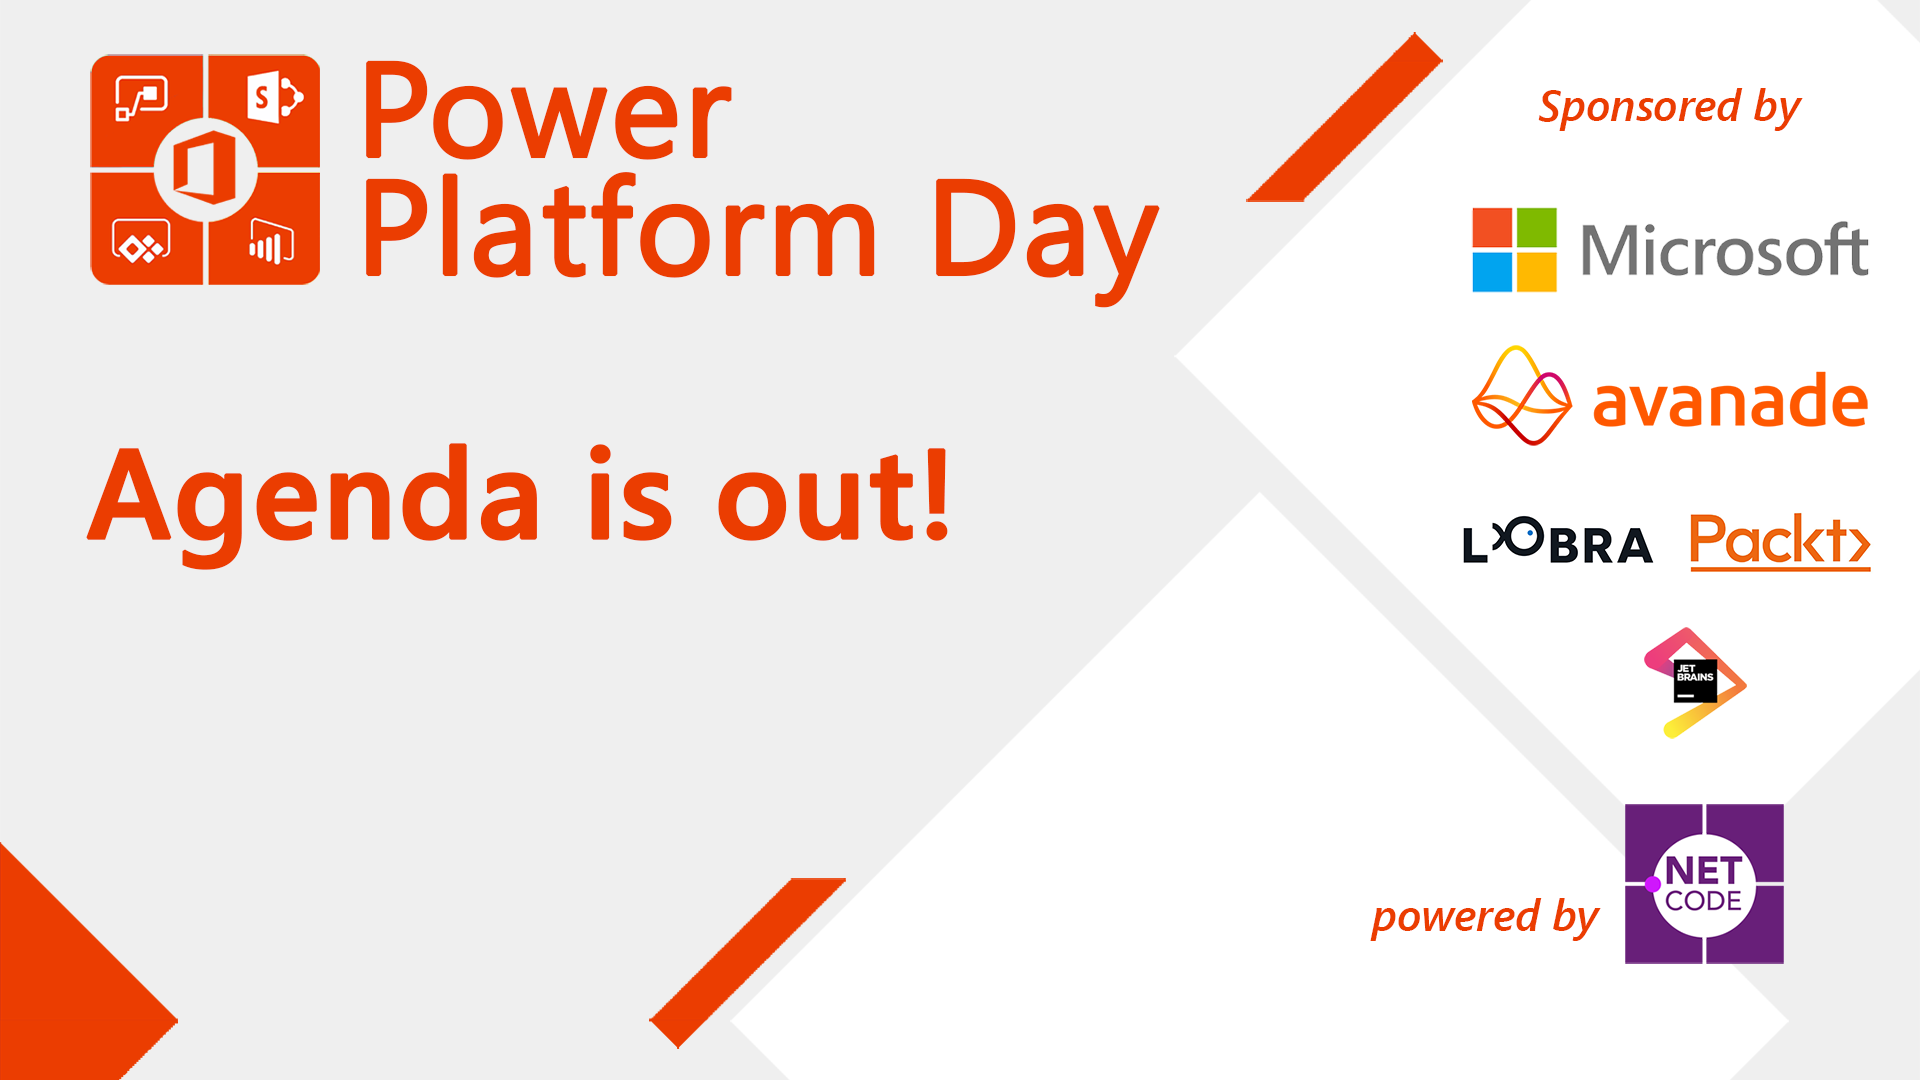 S
Power
Platform Day
Agenda is out!
Sponsored by
Microsoft
avanade
LOBRA Packt
JET
BRAINS
powered by
NET
CODE